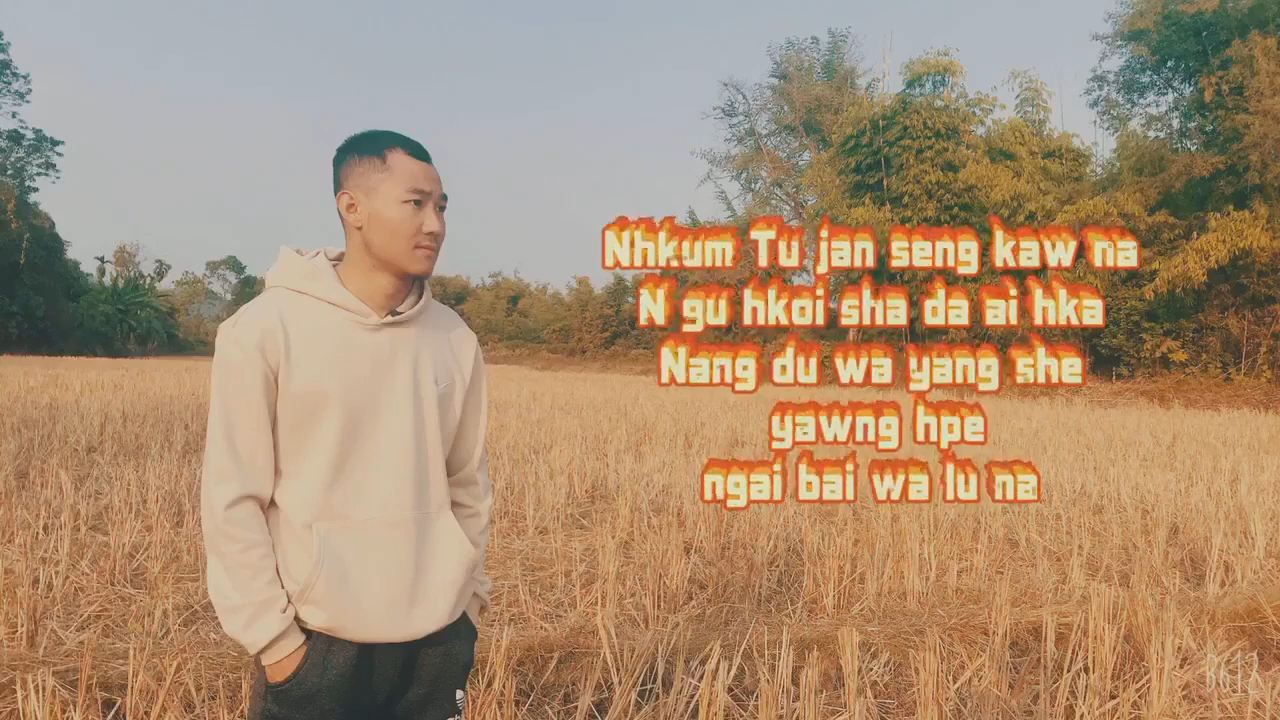 Nhkum Tu jan seng kaw na
N gu hkoi sha da ai hka
Nang du wa yang she
yawng hpe
ngai bai wa lu na
B612